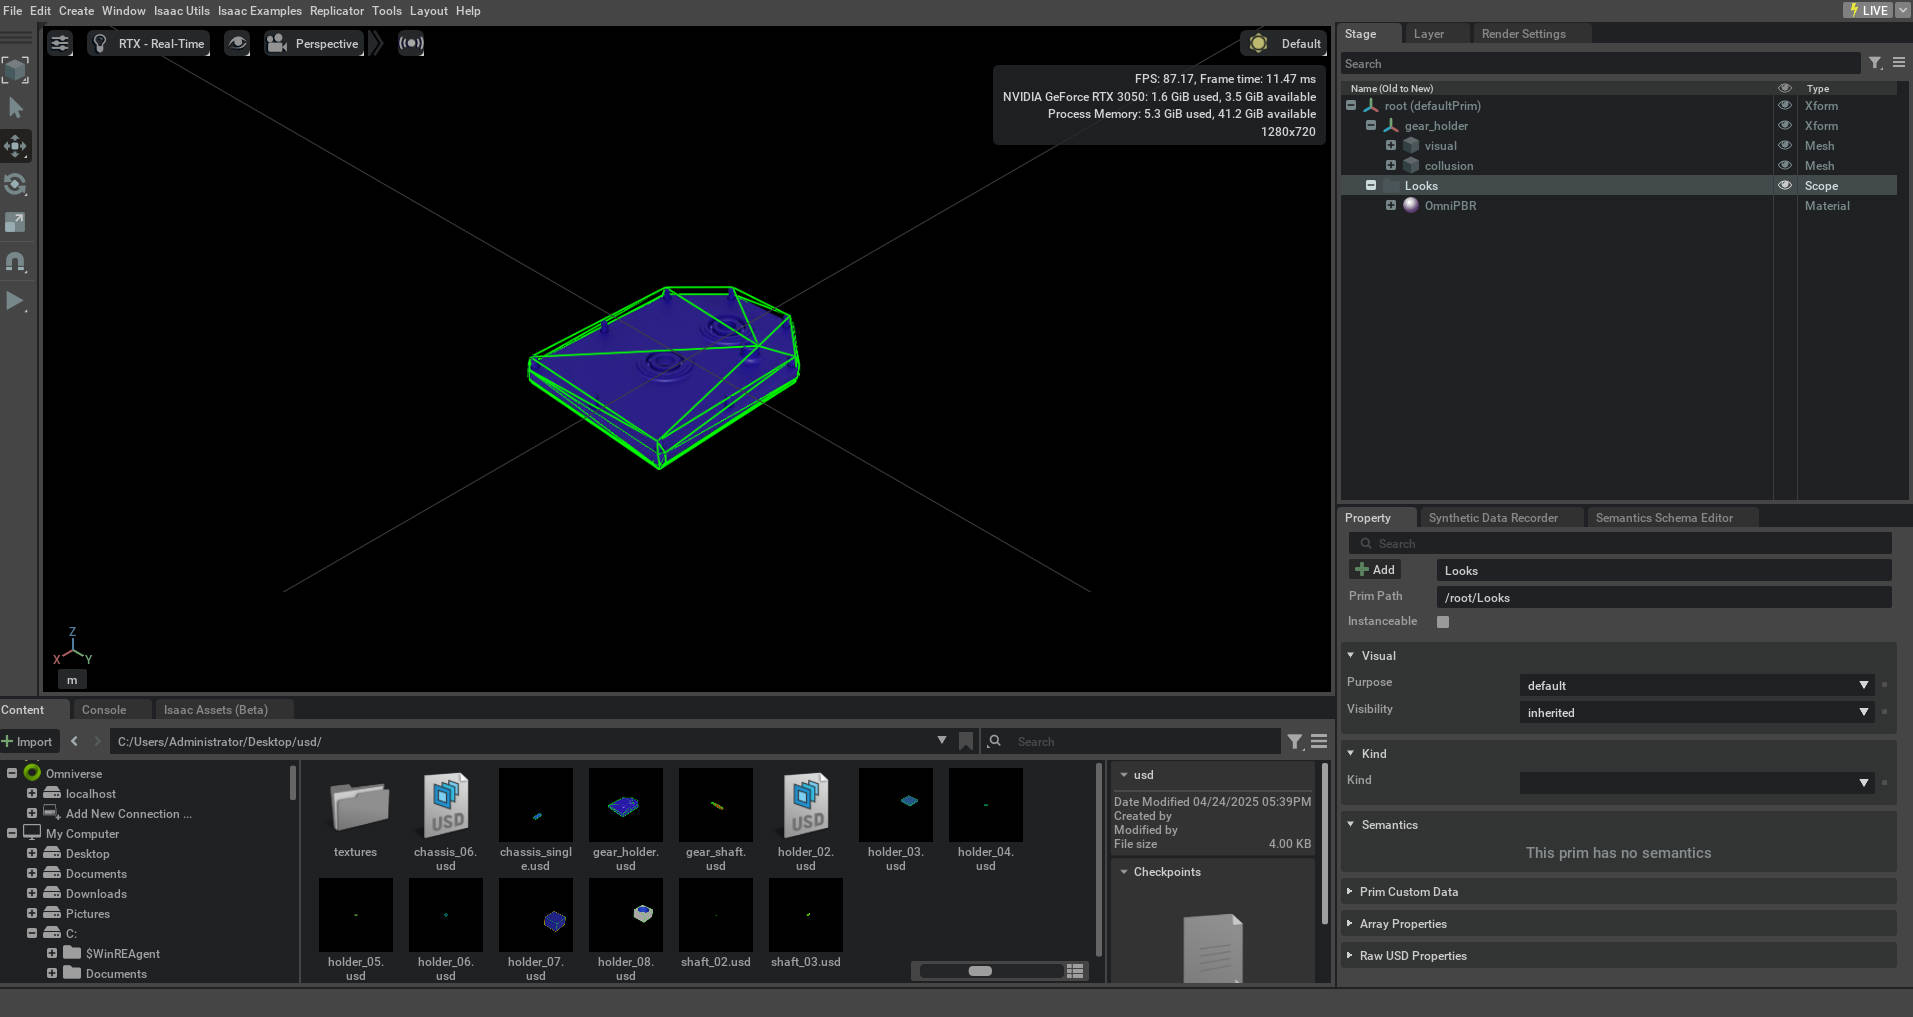 File Edit Create Window Isaac Utils Isaac Examples Replicator Tools Layout Help
LIVE
RTX - Real-Time
Perspective
Default
FPS: 87.17, Frame time: 11.47 ms
NVIDIA GeForce RTX 3050: 1.6 GiB used, 3.5 GiB available
Process Memory: 5.3 GiB used, 41.2 GiB available
1280x720
Z
X
Y
m
Stage Layer Render Settings
Search
Name (Old to New) Type
root (defaultPrim) Xform
gear_holder Xform
visual Mesh
collusion Mesh
Looks Scope
OmniPBR Material
Property Synthetic Data Recorder Semantics Schema Editor
Search
Add Looks
Prim Path /root/Looks
Instanceable
Visual
Purpose default
Visibility inherited
Kind
Kind
Semantics
This prim has no semantics
Prim Custom Data
Array Properties
Raw USD Properties
Content Console Isaac Assets (Beta)
Import C:/Users/Administrator/Desktop/usd/ Search
Omniverse
localhost
Add New Connection ...
My Computer
Desktop
Documents
Downloads
Pictures
C:
$WinREAgent
Documents
USD
USD
textures
chassis_06.
usd
chassis_singl
e.usd
gear_holder.
usd
gear_shaft.
usd
holder_02.
usd
holder_03.
usd
holder_04.
usd
holder_05.
usd
holder_06.
usd
holder_07.
usd
holder_08.
usd
shaft_02.usd
shaft_03.usd
usd
Date Modified 04/24/2025 05:39PM
Created by
Modified by
File size 4.00 KB
Checkpoints